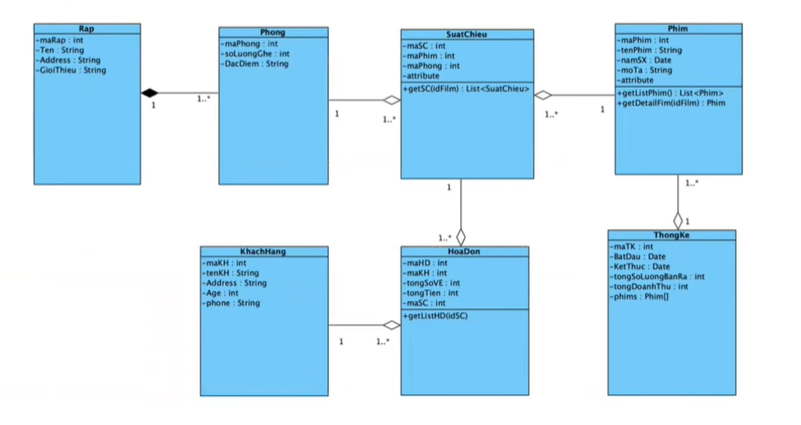 Rap
-maRap : int
-Ten : String
-Address : String
-GioiThieu : String
1
1..*
Phong
-maPhong : int
-soLuongGhe : int
-DacDiem : String
1
1..*
SuatChieu
-maSC : int
-maPhim : int
-maPhong : int
-attribute
+getSC(idFilm) : List<SuatChieu>
1..*
1
Phim
-maPhim : int
-tenPhim : String
-namSX : Date
-moTa : String
-attribute
+getListPhim() : List<Phim>
+getDetailFim(idFilm) : Phim
1
1..*
1..*
1
KhachHang
-maKH : int
-tenKH : String
-Address : String
-Age : int
-phone : String
1
1..*
HoaDon
-maHD : int
-maKH : int
-tongSoVE : int
-tongTien : int
-maSC : int
+getListHD(idSC)
ThongKe
-maTK : int
-BatDau : Date
-KetThuc : Date
-tongSoLuongBanRa : int
-tongDoanhThu : int
-phims : Phim[]